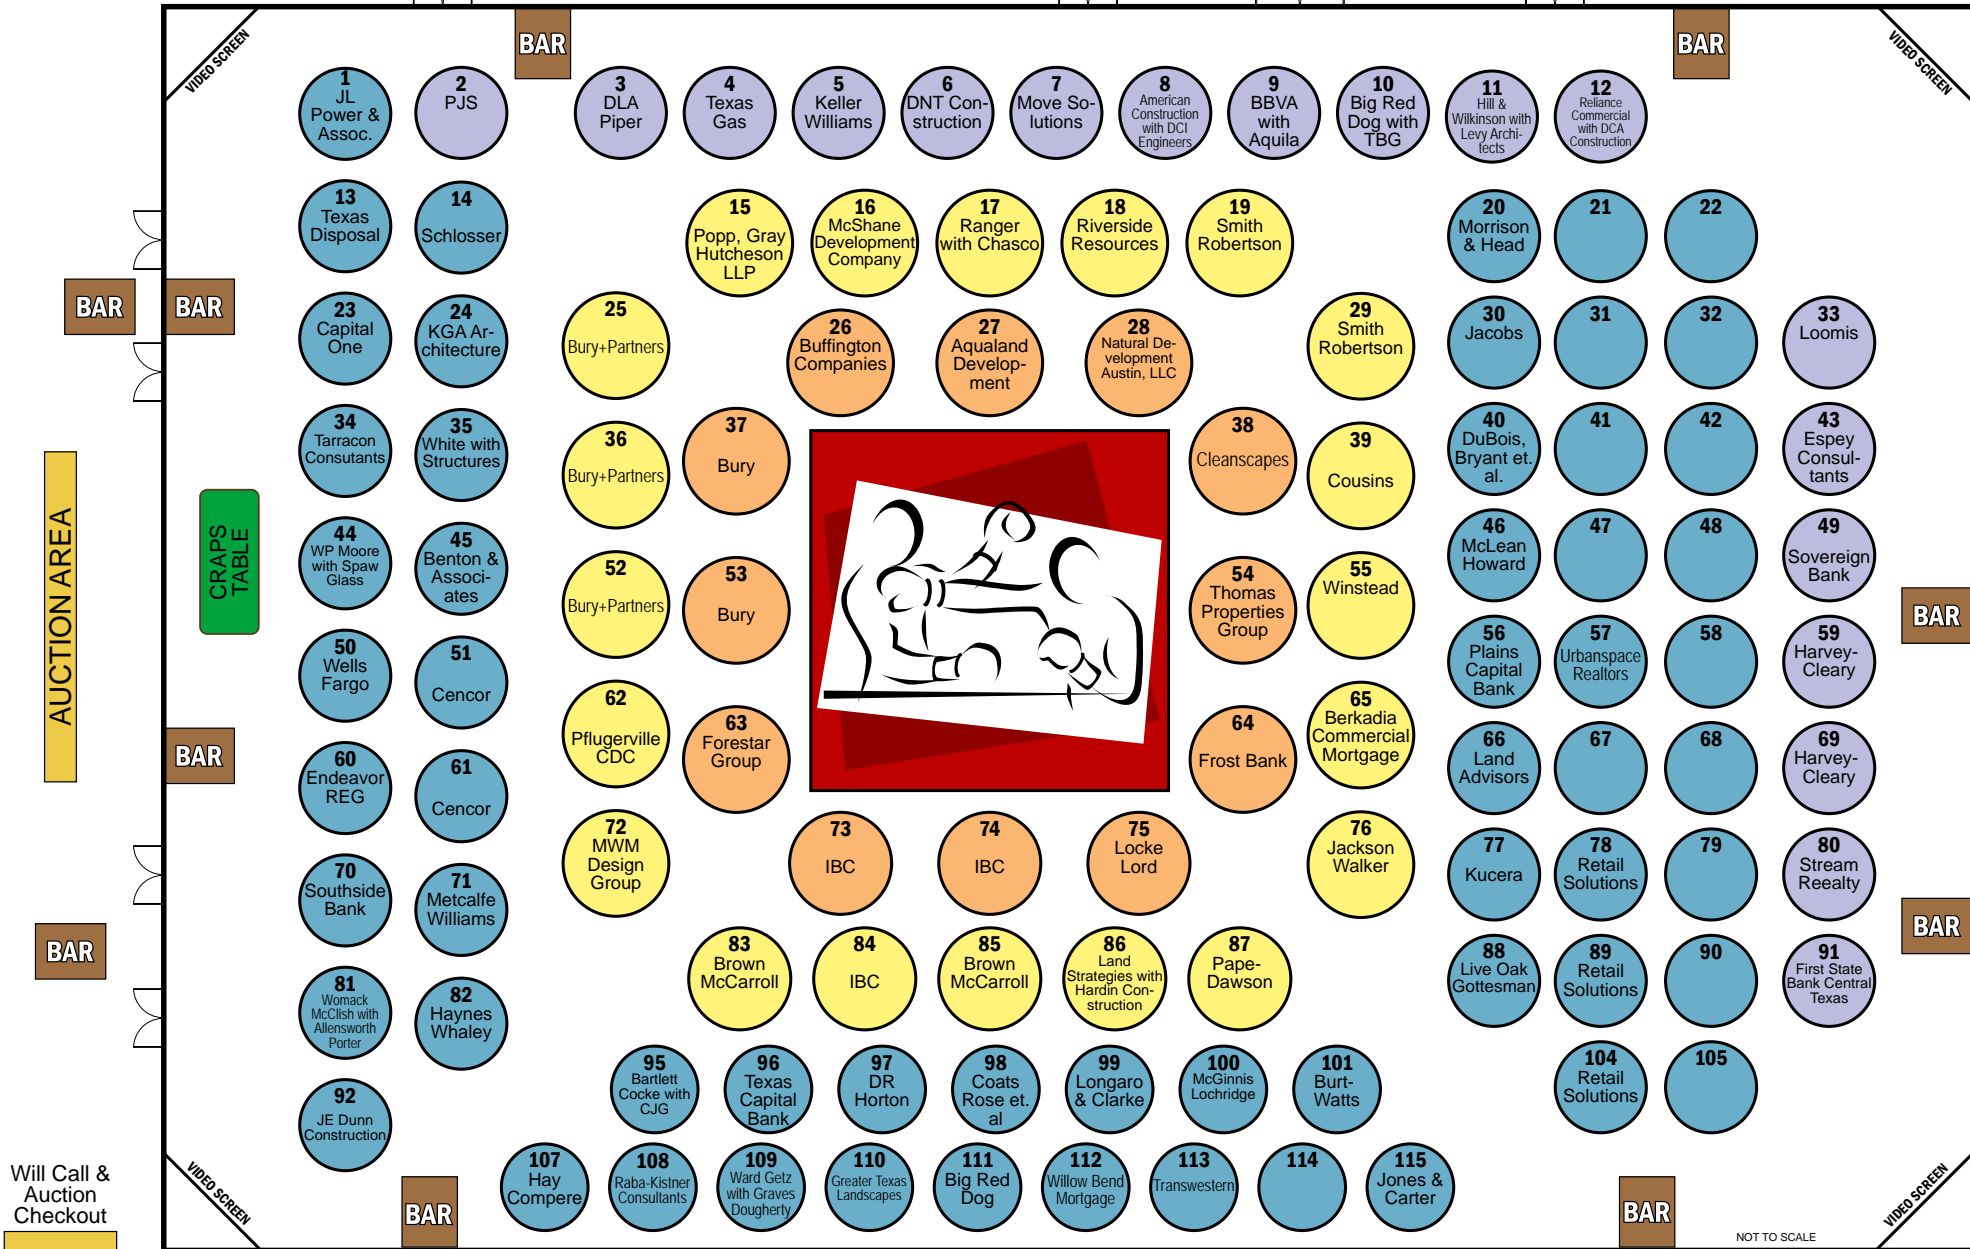 VIDEO SCREEN
BAR
BAR
VIDEO SCREEN
1
JL
Power &
Assoc.
2
PJS
3
DLA
Piper
4
Texas
Gas
5
Keller
Williams
6
DNT Con-
struction
7
Move So-
lutions
8
American
Construction
with DCI
Engineers
9
BBVA
with
Aquila
10
Big Red
Dog with
TBG
11
Hill &
Wilkinson with
Levy Archi-
tects
12
Reliance
Commercial
with DCA
Construction
13
Texas
Disposal
14
Schlosser
15
Popp, Gray
Hutcheson
LLP
16
McShane
Development
Company
17
Ranger
with Chasco
18
Riverside
Resources
19
Smith
Robertson
20
Morrison
& Head
21
22
BAR
BAR
23
Capital
One
24
KGA Ar-
chitecture
25
Bury+Partners
26
Buffington
Companies
27
Aqualand
Develop-
ment
28
Natural De-
velopment
Austin, LLC
29
Smith
Robertson
30
Jacobs
31
32
33
Loomis
34
Tarracon
Consutants
35
White with
Structures
36
Bury+Partners
37
Bury
38
Cleanscapes
39
Cousins
40
DuBois,
Bryant et.
al.
41
42
43
Espey
Consul-
tants
AUCTION AREA
CRAPS
TABLE
44
WP Moore
with Spaw
Glass
45
Benton &
Associ-
ates
46
McLean
Howard
47
48
49
Sovereign
Bank
50
Wells
Fargo
51
Cencor
52
Bury+Partners
53
Bury
54
Thomas
Properties
Group
55
Winstead
56
Plains
Capital
Bank
57
Urbanspace
Realtors
58
59
Harvey-
Cleary
BAR
60
Endeavor
REG
61
Cencor
62
Pflugerville
CDC
63
Forestar
Group
64
Frost Bank
65
Berkadia
Commercial
Mortgage
66
Land
Advisors
67
68
69
Harvey-
Cleary
BAR
70
Southside
Bank
71
Metcalfe
Williams
72
MWM
Design
Group
73
IBC
74
IBC
75
Locke
Lord
76
Jackson
Walker
77
Kucera
78
Retail
Solutions
79
80
Stream
Reealty
BAR
BAR
81
Womack
McClish with
Allensworth
Porter
82
Haynes
Whaley
83
Brown
McCarroll
84
IBC
85
Brown
McCarroll
86
Land
Strategies with
Hardin Con-
struction
87
Pape-
Dawson
88
Live Oak
Gottesman
89
Retail
Solutions
90
91
First State
Bank Central
Texas
92
JE Dunn
Construction
95
Bartlett
Cocke with
CJG
96
Texas
Capital
Bank
97
DR
Horton
98
Coats
Rose et.
al
99
Longaro
& Clarke
100
McGinnis
Lochridge
101
Burt-
Watts
104
Retail
Solutions
105
107
Hay
Compere
108
Raba-Kistner
Consultants
109
Ward Getz
with Graves
Dougherty
110
Greater Texas
Landscapes
111
Big Red
Dog
112
Willow Bend
Mortgage
113
Transwestern
114
115
Jones &
Carter
Will Call &
Auction
Checkout
VIDEO SCREEN
BAR
BAR
VIDEO SCREEN
NOT TO SCALE